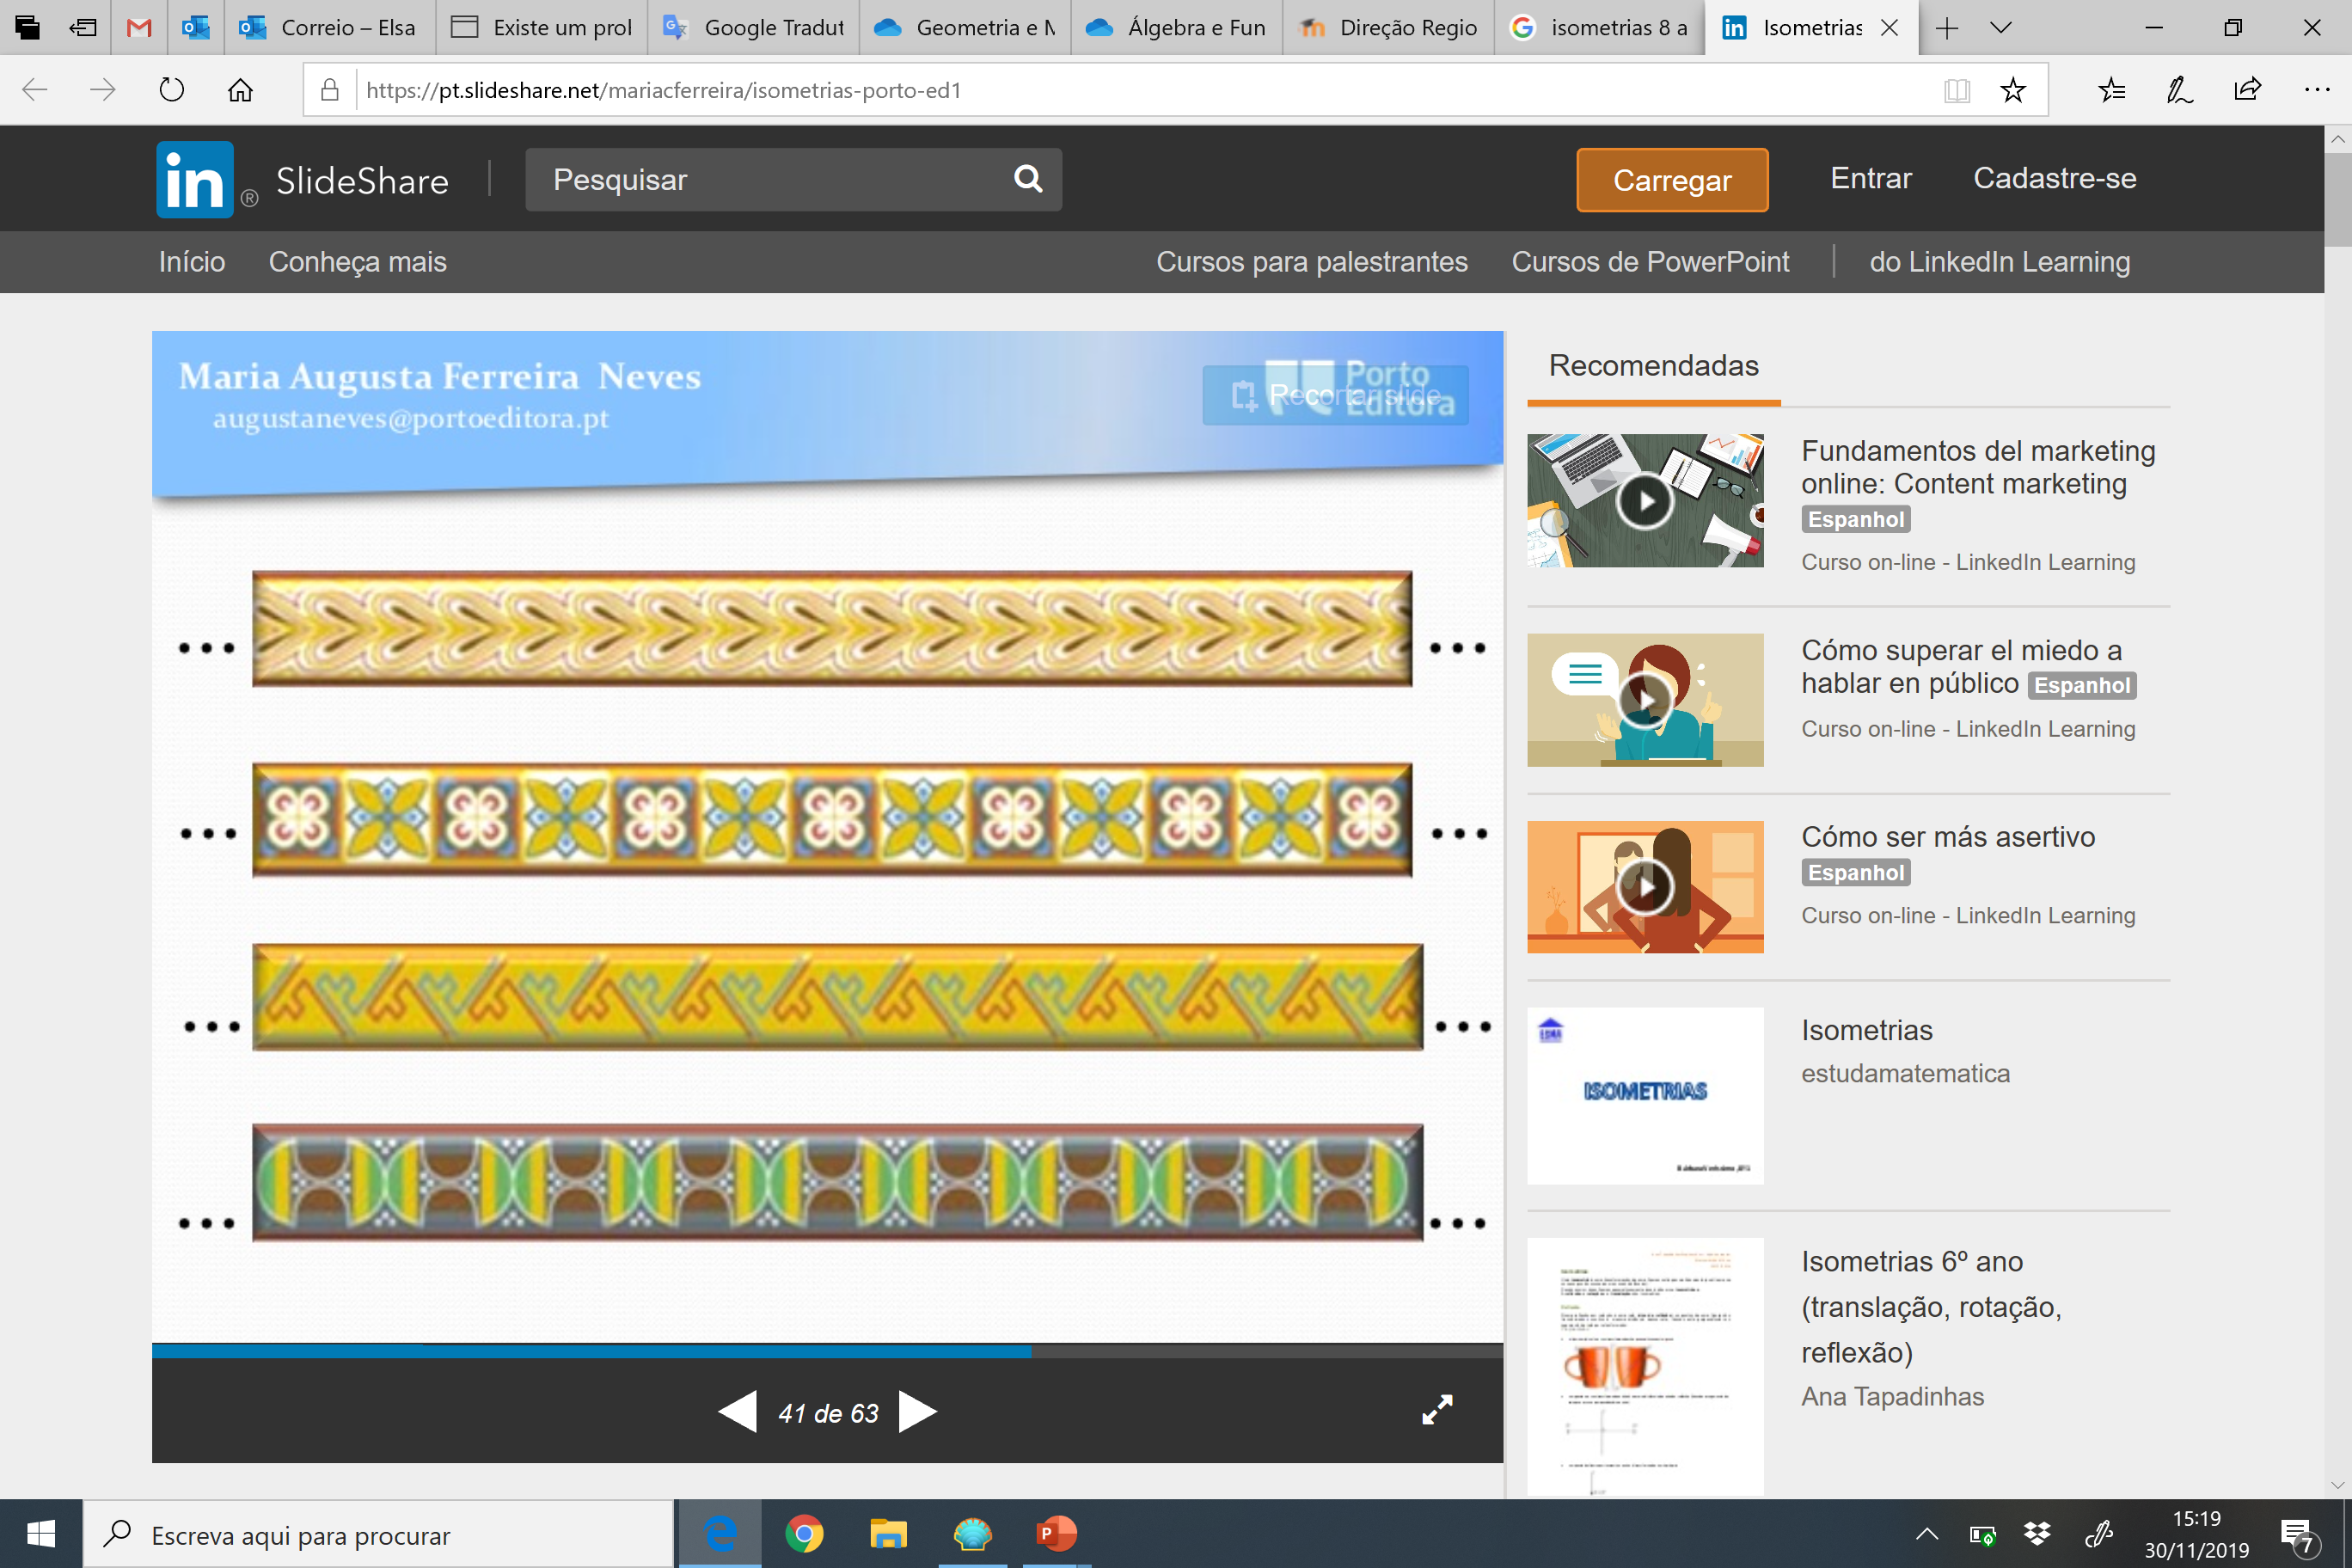 Correio – Elsa
Existe um prol
Google Tradut
Geometria e M
Álgebra e Fun
Direção Regio
isometrias 8 a
Isometrias
https://pt.slideshare.net/mariacferreira/isometrias-porto-ed1
in ® SlideShare
Pesquisar
Carregar
Entrar
Cadastre-se
Início
Conheça mais
Cursos para palestrantes
Cursos de PowerPoint
do LinkedIn Learning
Maria Augusta Ferreira Neves
augustaneves@portoeditora.pt
Porto
Editora
Recortar slide
...
...
...
...
...
...
...
...
41 de 63
Recomendadas
Fundamentos del marketing
online: Content marketing
Espanhol
Curso on-line - LinkedIn Learning
Cómo superar el miedo a
hablar en público Espanhol
Curso on-line - LinkedIn Learning
Cómo ser más asertivo
Espanhol
Curso on-line - LinkedIn Learning
ISOMETRIAS
Isometrias
estudamatematica
Isometrias 6º ano
(translação, rotação,
reflexão)
Ana Tapadinhas
Escreva aqui para procurar
15:19
30/11/2019
7